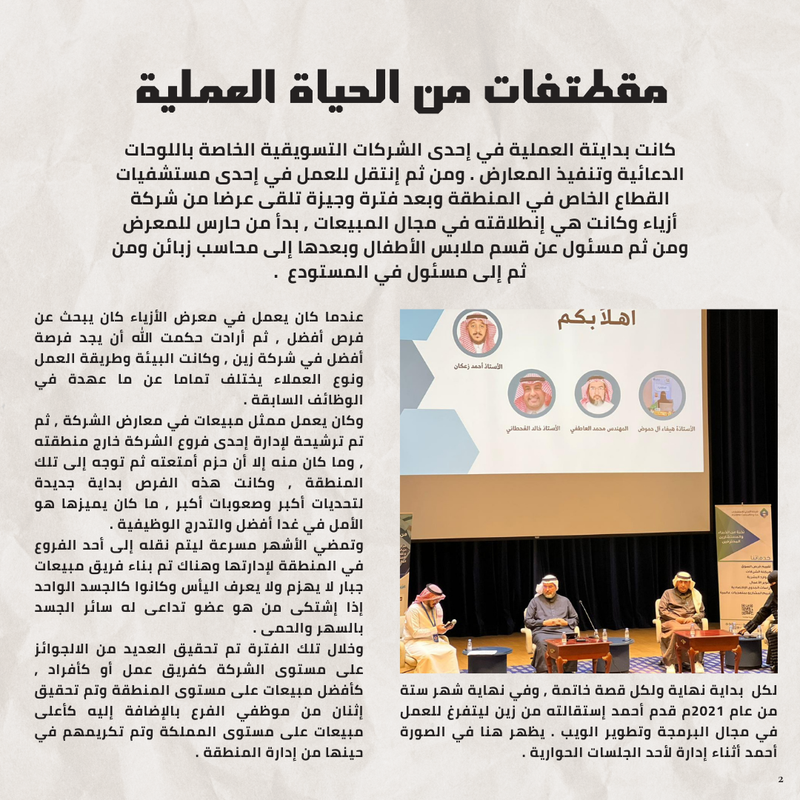 مقطتفات من الحياة العملية
كانت بدايتة العملية في إحدى الشركات التسويقية الخاصة باللوحات
الدعائية وتنفيذ المعارض . ومن ثم إنتقل للعمل في إحدى مستشفيات
القطاع الخاص في المنطقة وبعد فترة وجيزة تلقى عرضا من شركة
أزياء وكانت هي إنطلاقته في مجال المبيعات , بدأ من حارس للمعرض
ومن ثم مسئول عن قسم ملابس الأطفال وبعدها إلى محاسب زبائن ومن
ثم إلى مسئول في المستودع .
عندما كان يعمل في معرض الأزياء كان يبحث عن
فرص أفضل , ثم أرادت حكمت الله أن يجد فرصة
أفضل في شركة زين , وكانت البيئة وطريقة العمل
ونوع العملاء يختلف تماما عن ما عهدة في
الوظائف السابقة .
وكان يعمل ممثل مبيعات في معارض الشركة , ثم
تم ترشيحة لإدارة إحدى فروع الشركة خارج منطقته
, وما كان منه إلا أن حزم أمتعته ثم توجه إلى تلك
المنطقة , وكانت هذه الفرص بداية جديدة
لتحديات أكبر وصعوبات أكبر , ما كان يميزها هو
الأمل في غدا أفضل والتدرج الوظيفية .
وتمضي الأشهر مسرعة ليتم نقله إلى أحد الفروع
في المنطقة لإدارتها وهناك تم بناء فريق مبيعات
جبار لا يهزم ولا يعرف اليأس وكانوا كالجسد الواحد
إذا إشتكى من هو عضو تداعى له سائر الجسد
بالسهر والحمى .
وخلال تلك الفترة تم تحقيق العديد من الالجوائز
على مستوى الشركة كفريق عمل أو كأفراد ,
كأفضل مبيعات على مستوى المنطقة وتم تحقيق
إثنان من موظفي الفرع بالإضافة إليه كأعلى
مبيعات على مستوى المملكة وتم تكريمهم في
حينها من إدارة المنطقة .
اهلا بكم
الأستاذ أحمد زعكان
الأستاذة هيفاء آل حموض
المهندس محمد العاطفي
الأستاذ خالد القحطاني
لكل بداية نهاية ولكل قصة خاتمة , وفي نهاية شهر ستة
من عام 2021م قدم أحمد إستقالته من زين ليتفرغ للعمل
في مجال البرمجة وتطوير الويب . يظهر هنا في الصورة
أحمد أثناء إدارة لأحد الجلسات الحوارية .
2